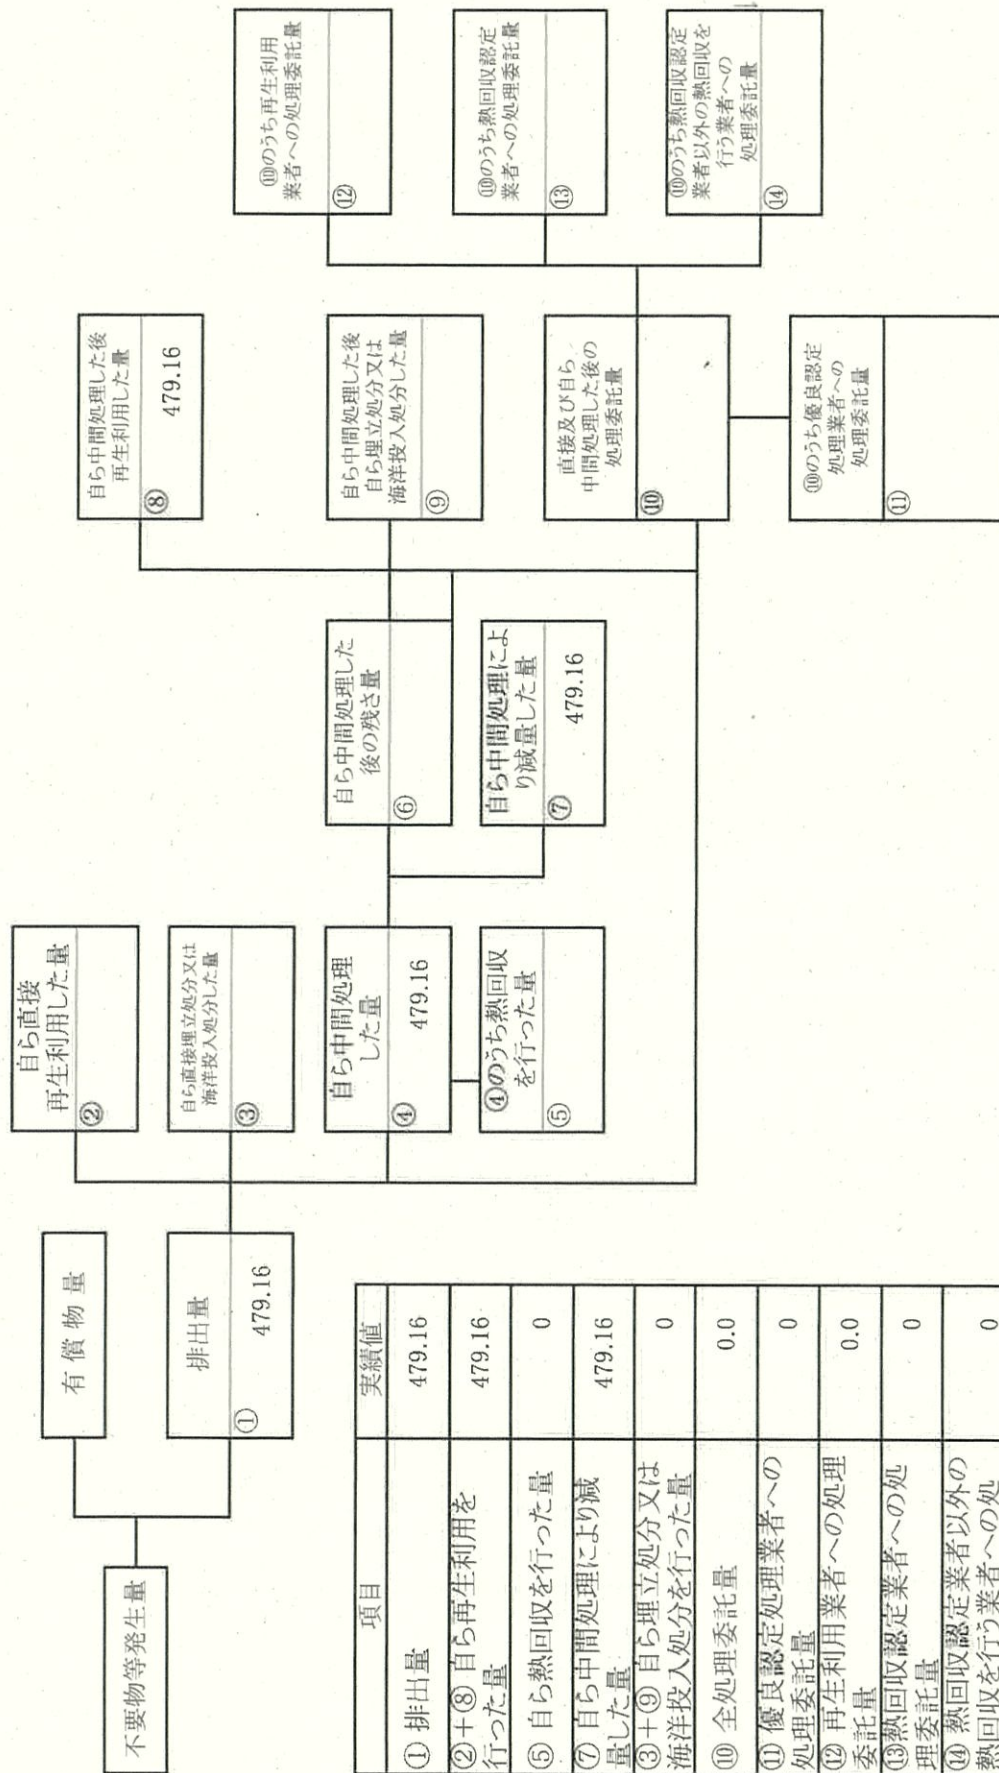 不要物等発生量
有償物量
排出量
①
479.16
自ら直接
再生利用した量
②
自ら直接埋立処分又は
海洋投入処分した量
③
自ら中間処理
した量
④
479.16
④のうち熱回収
を行った量
⑤
自ら中間処理した
後の残さ量
⑥
自ら中間処理によ
り減量した量
⑦
479.16
自ら中間処理した後
再生利用した量
⑧
479.16
自ら中間処理した後
自ら埋立処分又は
海洋投入処分した量
⑨
直接及び自ら
中間処理した後の
処理委託量
⑩
⑩のうち優良認定
処理業者への
処理委託量
⑪
⑩のうち再生利用
業者への処理委託量
⑫
⑩のうち熱回収認定
業者への処理委託量
⑬
⑩のうち熱回収認定
業者以外の熱回収を
行う業者への
処理委託量
⑭
項目 実績値
① 排出量 479.16
②+⑧ 自ら再生利用を
行った量 479.16
⑤ 自ら熱回収を行った量 0
⑦ 自ら中間処理により減
量した量 479.16
③+⑨ 自ら埋立処分又は
海洋投入処分を行った量 0
⑩ 全処理委託量 0.0
⑪ 優良認定処理業者への
処理委託量 0
⑫ 再生利用業者への処理
委託量 0.0
⑬熱回収認定業者への処
理委託量 0
⑭ 熱回収認定業者以外の
熱回収を行う業者への処 0